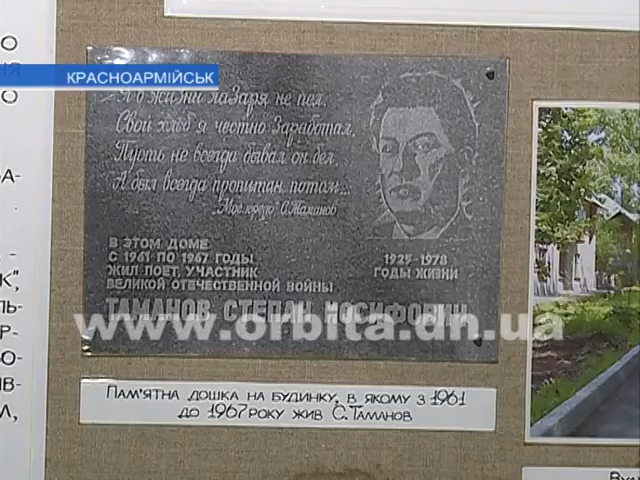 КРАСНОАРМІЙСЬК
Я в жизни лаЗаря не пел.
Свой хлеб я честно Заработал,
Пусть не всегда бывал он бел,
А был всегда пропитан потом...
С.Таманов
В ЭТОМ ДОМЕ
С 1961 ПО 1967 ГОДЫ
ЖИЛ ПОЭТ, УЧАСТНИК
ВЕЛИКОЙ ОТЕЧЕСТВЕННОЙ ВОЙНЫ
ТАМАНОВ СТЕПАН ИОСИФОВИЧ
1925-1978
ГОДЫ ЖИЗНИ
www.orbita.dn.ua
ПАМ'ЯТНА ДОШКА НА БУДИНКУ, В ЯКОМУ З 1961
ДО 1967 РОКУ ЖИВ С.ТАМАНОВ